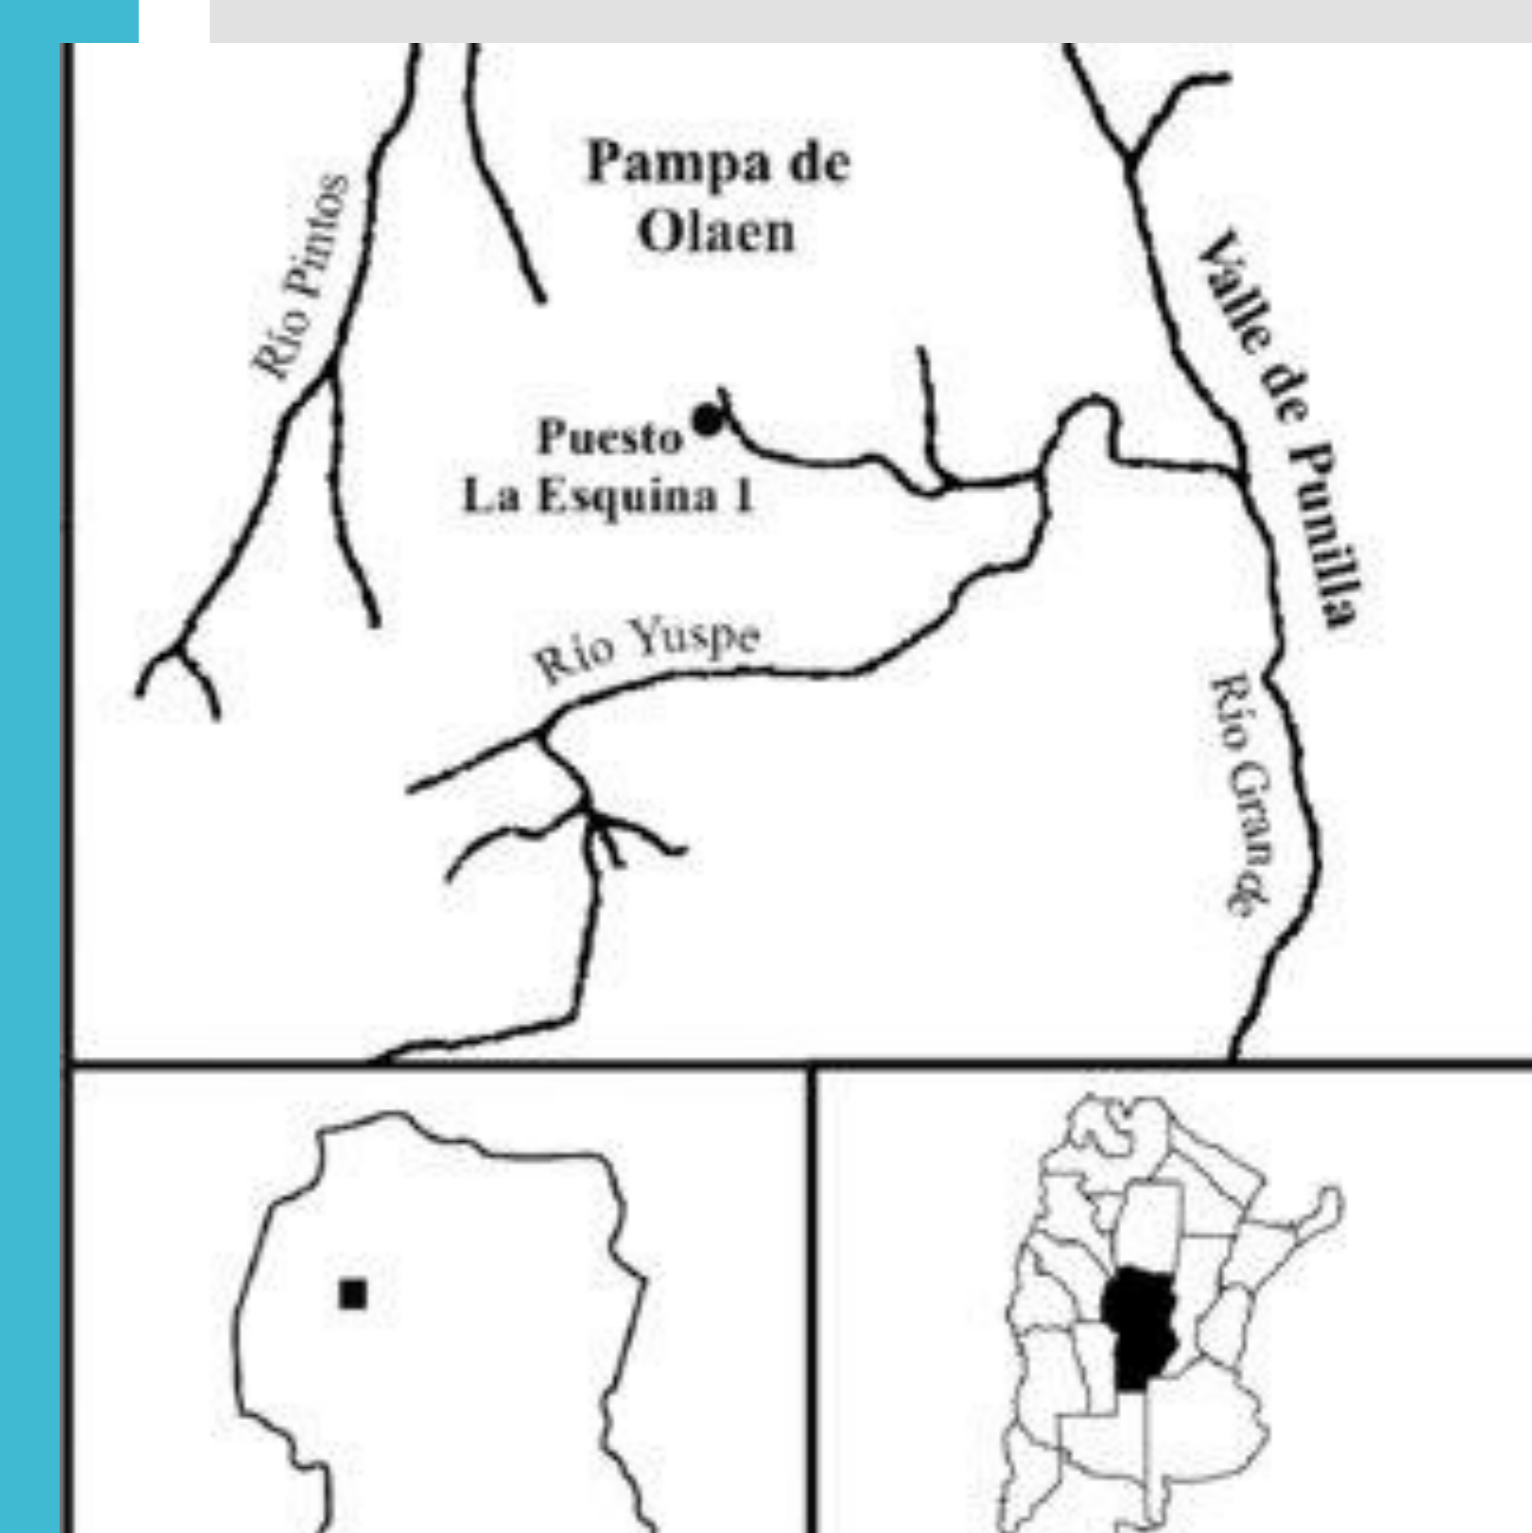 Pampa de
Olaen
Río Pintos
Valle de Punilla
Puesto
La Esquina 1
Río Yuspe
Río Grande